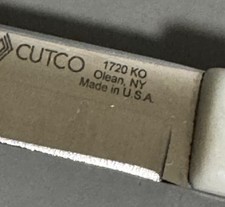 CUTCO
1720 KO
Olean, NY
Made in U.S.A.